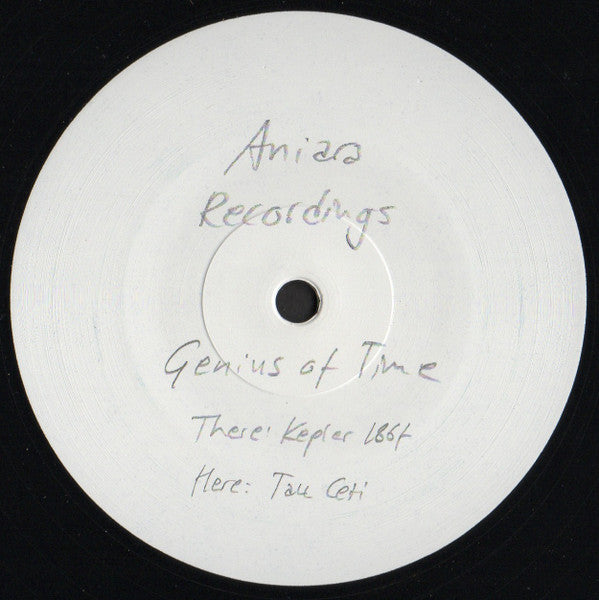 Aniara
Recordings
Genius of Time
There: Kepler 186f
Here: Tau Ceti